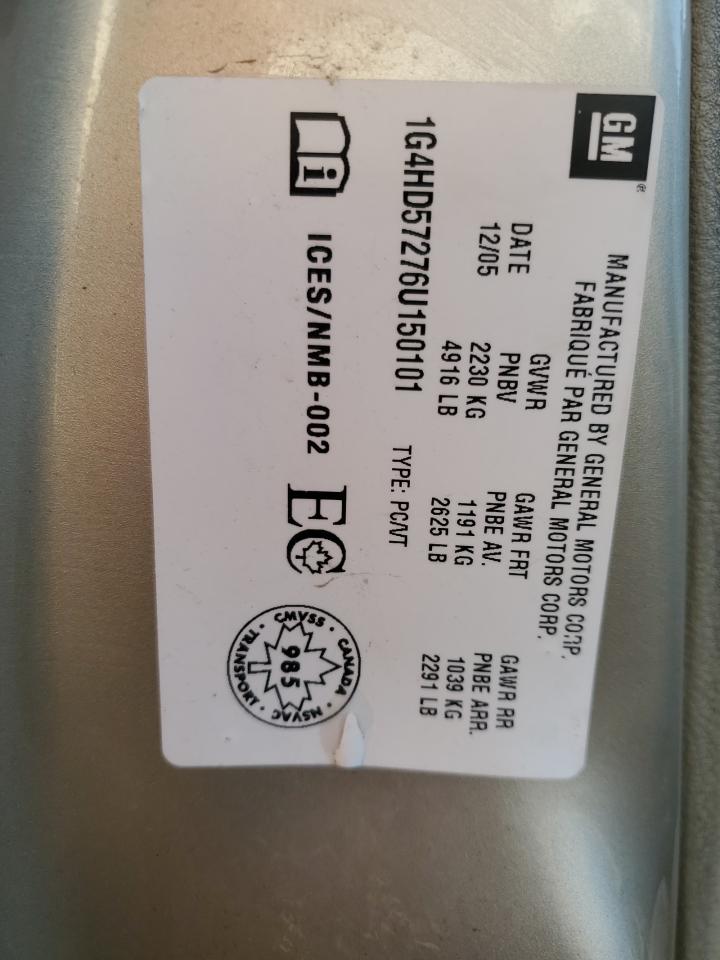 GM®
MANUFACTURED BY GENERAL MOTORS CORP.
FABRIQUÉ PAR GENERAL MOTORS CORP.
DATE GVWR GAWR FRT GAWR RR
12/05 PNBV PNBE AV. PNBE ARR.
2230 KG 1191 KG 1039 KG
4916 LB 2625 LB 2291 LB
1G4HD57276U150101 TYPE: PC/VT
i ICES/NMB-002 EC
CMVSS · CANADA · NSVAC · TRANSPORT ·
985